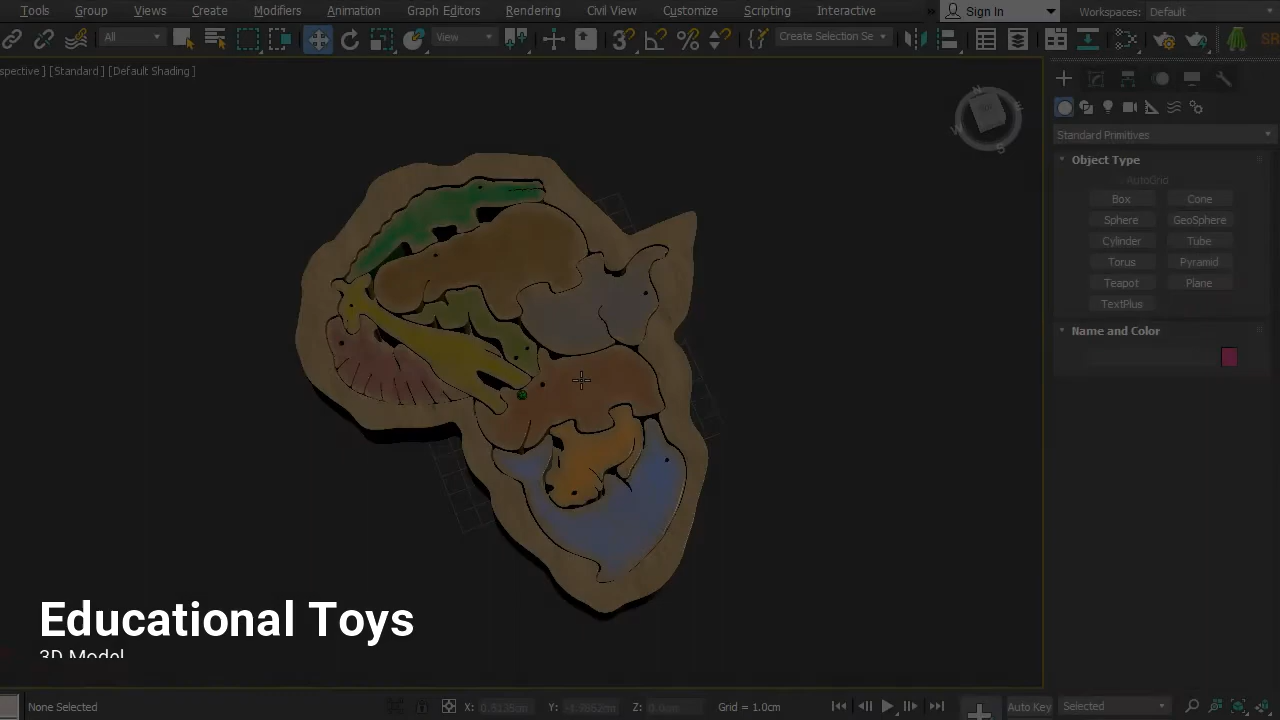 Tools Group Views Create Modifiers Animation Graph Editors Rendering Civil View Customize Scripting Interactive » Sign In Workspaces: Default
All View Create Selection Se
spective ] [Standard ] [Default Shading ]
Standard Primitives
Object Type
AutoGrid
Box Cone
Sphere GeoSphere
Cylinder Tube
Torus Pyramid
Teapot Plane
TextPlus
Name and Color
Educational Toys
3D Model
None Selected X: Y: Z: 0.0cm Grid = 1.0cm Auto Key Selected